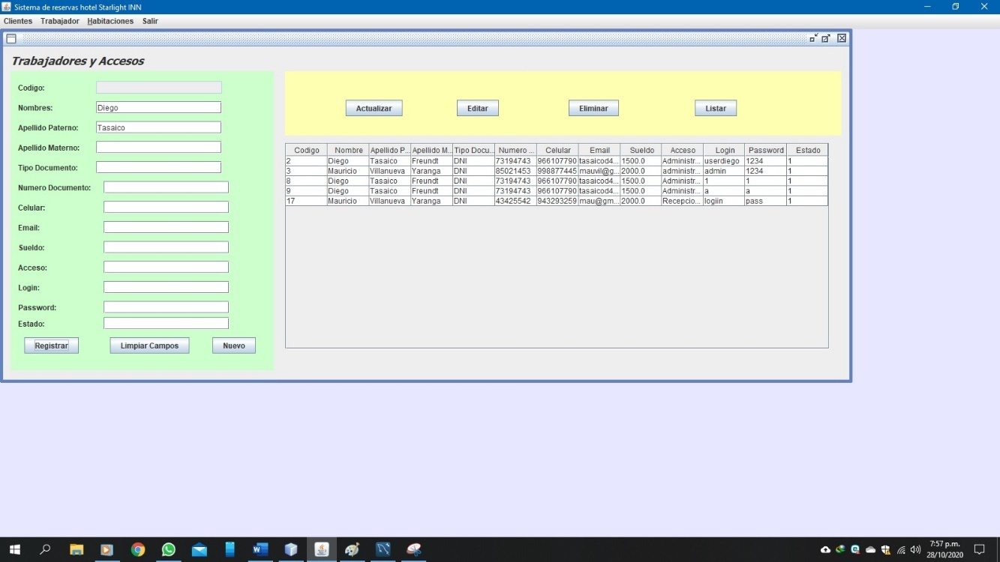 Sistema de reservas hotel Starlight INN
Clientes Trabajador Habitaciones Salir
Trabajadores y Accesos
Codigo:
Nombres: Diego
Apellido Paterno: Tasaico
Apellido Materno:
Tipo Documento:
Numero Documento:
Celular:
Email:
Sueldo:
Acceso:
Login:
Password:
Estado:
Registrar Limpiar Campos Nuevo
Actualizar Editar Eliminar Listar
Codigo Nombre Apellido P... Apellido M... Tipo Docu... Numero ... Celular Email Sueldo Acceso Login Password Estado
2 Diego Tasaico Freundt DNI 73194743 966107790 tasaicod4... 1500.0 Administr... userdiego 1234 1
3 Mauricio Villanueva Yaranga DNI 85021453 998877445 mauvil@g... 2000.0 administr... admin 1234 1
8 Diego Tasaico Freundt DNI 73194743 966107790 tasaicod4... 1500.0 Administr... 1 1 1
9 Diego Tasaico Freundt DNI 73194743 966107790 tasaicod4... 1500.0 Administr... a a 1
17 Mauricio Villanueva Yaranga DNI 43425542 943293259 mau@gm... 2000.0 Recepcio... logiin pass 1
7:57 p.m.
28/10/2020